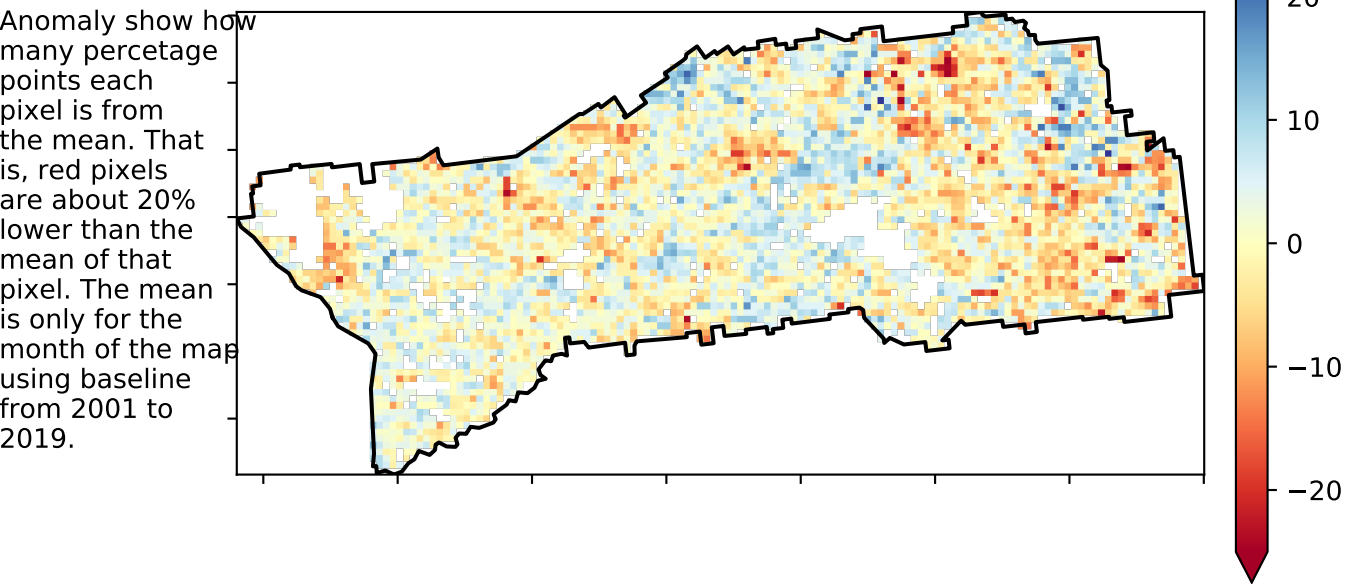 Anomaly show how
many percetage
points each
pixel is from
the mean. That
is, red pixels
are about 20%
lower than the
mean of that
pixel. The mean
is only for the
month of the map
using baseline
from 2001 to
2019.
20
10
0
−10
−20